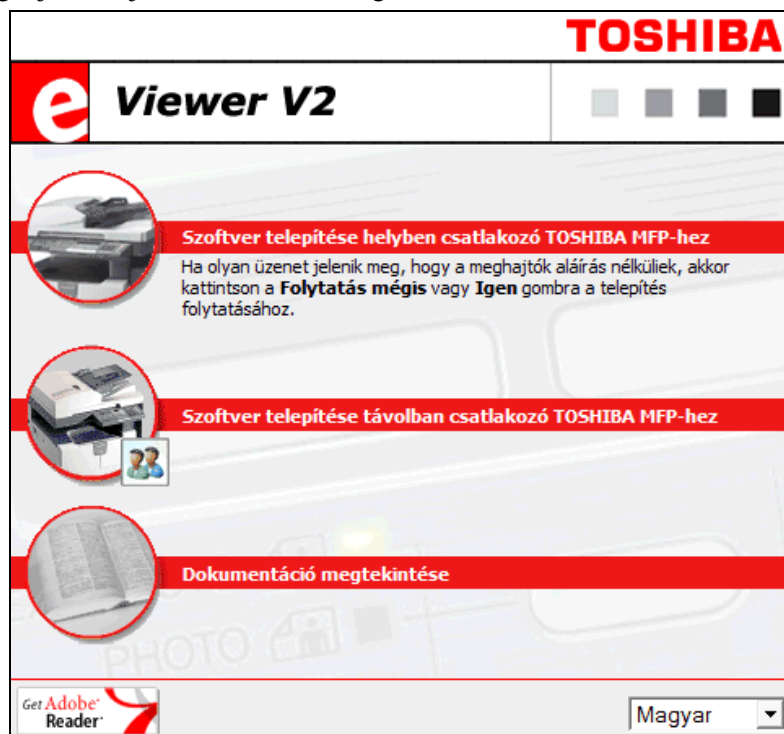 TOSHIBA
e Viewer V2
Szoftver telepítése helyben csatlakozó TOSHIBA MFP-hez
Ha olyan üzenet jelenik meg, hogy a meghajtók aláírás nélküliek, akkor
kattintson a Folytatás mégis vagy Igen gombra a telepítés
folytatásához.
Szoftver telepítése távolban csatlakozó TOSHIBA MFP-hez
Dokumentáció megtekintése
PHOTO
Get Adobe
Reader
Magyar